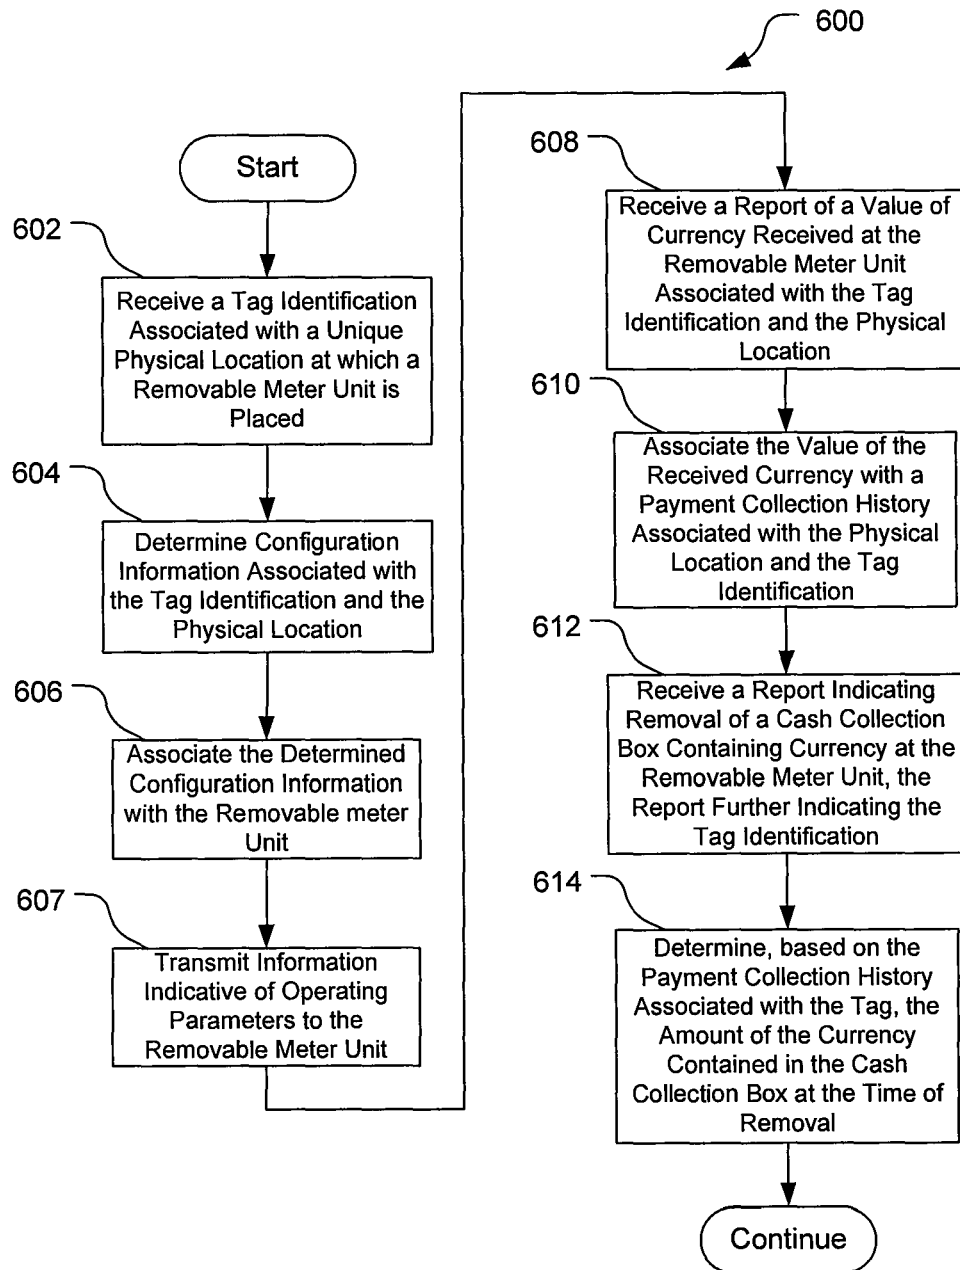 600
Start
602
Receive a Tag Identification
Associated with a Unique
Physical Location at which a
Removable Meter Unit is
Placed
604
Determine Configuration
Information Associated with
the Tag Identification and the
Physical Location
606
Associate the Determined
Configuration Information
with the Removable meter
Unit
607
Transmit Information
Indicative of Operating
Parameters to the
Removable Meter Unit
608
Receive a Report of a Value of
Currency Received at the
Removable Meter Unit
Associated with the Tag
Identification and the Physical
Location
610
Associate the Value of the
Received Currency with a
Payment Collection History
Associated with the Physical
Location and the Tag
Identification
612
Receive a Report Indicating
Removal of a Cash Collection
Box Containing Currency at the
Removable Meter Unit, the
Report Further Indicating the
Tag Identification
614
Determine, based on the
Payment Collection History
Associated with the Tag, the
Amount of the Currency
Contained in the Cash
Collection Box at the Time of
Removal
Continue